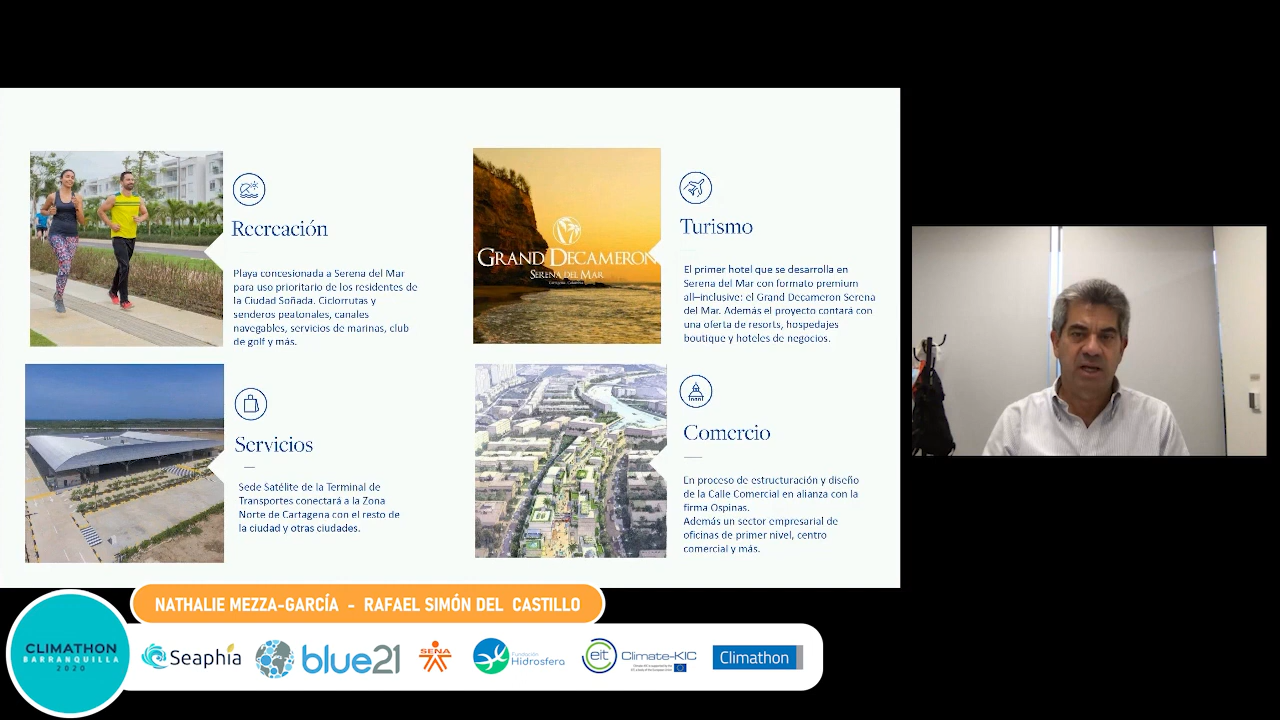 Recreación
Playa concesionada a Serena del Mar
para uso prioritario de los residentes de
la Ciudad Soñada. Ciclorrutas y
senderos peatonales, canales
navegables, servicios de marinas, club
de golf y más.
GRAND DECAMERON
SERENA DEL MAR
Turismo
El primer hotel que se desarrolla en
Serena del Mar con formato premium
all–inclusive: el Grand Decameron Serena
del Mar. Además el proyecto contará con
una oferta de resorts, hospedajes
boutique y hoteles de negocios.
Servicios
Sede Satélite de la Terminal de
Transportes conectará a la Zona
Norte de Cartagena con el resto de
la ciudad y otras ciudades.
Comercio
En proceso de estructuración y diseño
de la Calle Comercial en alianza con la
firma Ospinas.
Además un sector empresarial de
oficinas de primer nivel, centro
comercial y más.
NATHALIE MEZZA-GARCÍA - RAFAEL SIMÓN DEL CASTILLO
CLIMATHON
BARRANQUILLA
2020
Seaphia
blue21
SENA
Fundación
Hidrosfera
eit
Climate-KIC
Climathon